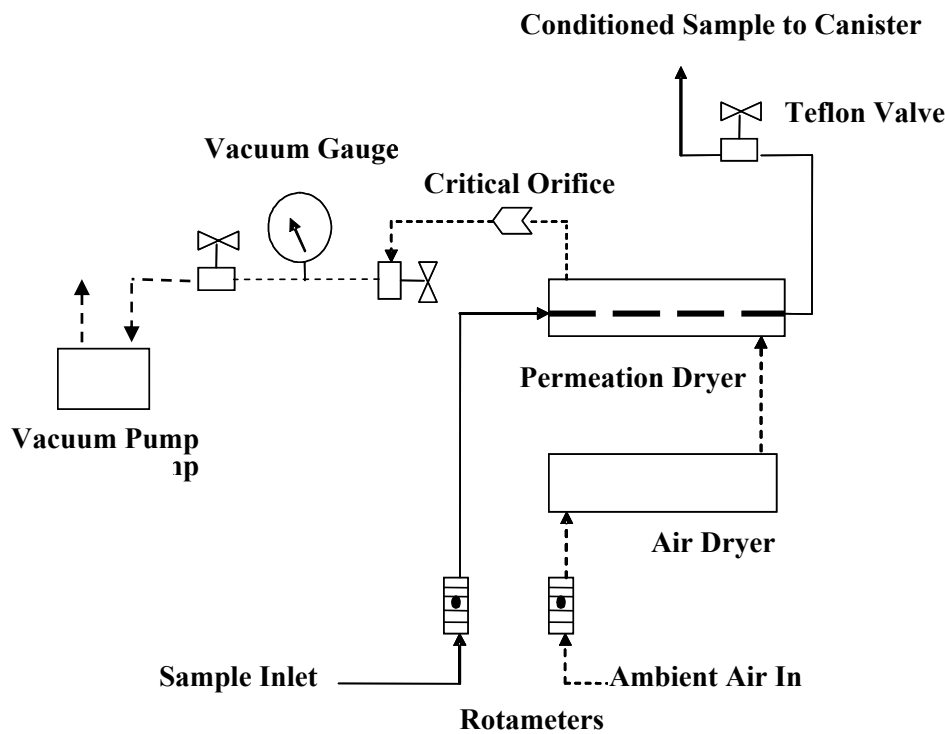 Conditioned Sample to Canister
Teflon Valve
Vacuum Gauge
Critical Orifice
Permeation Dryer
Vacuum Pump
Air Dryer
Sample Inlet
Ambient Air In
Rotameters